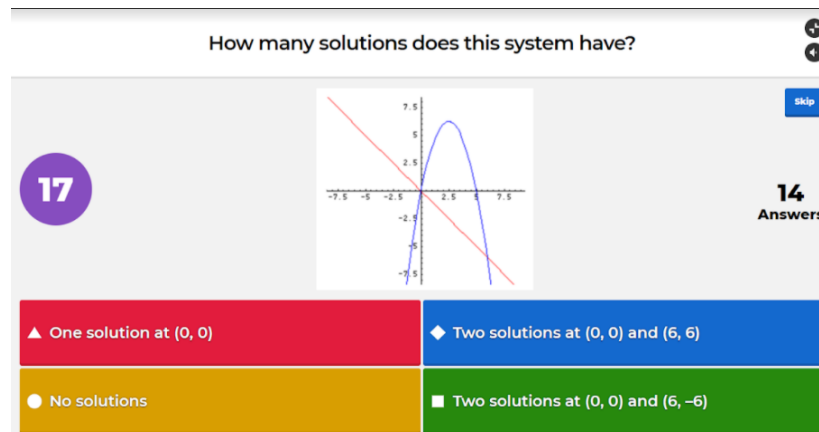 How many solutions does this system have?
Skip
17
14
Answers
7.5
5
2.5
-7.5 -5 -2.5 2.5 5 7.5
-2.5
-5
-7.5
One solution at (0, 0)
Two solutions at (0, 0) and (6, 6)
No solutions
Two solutions at (0, 0) and (6, –6)